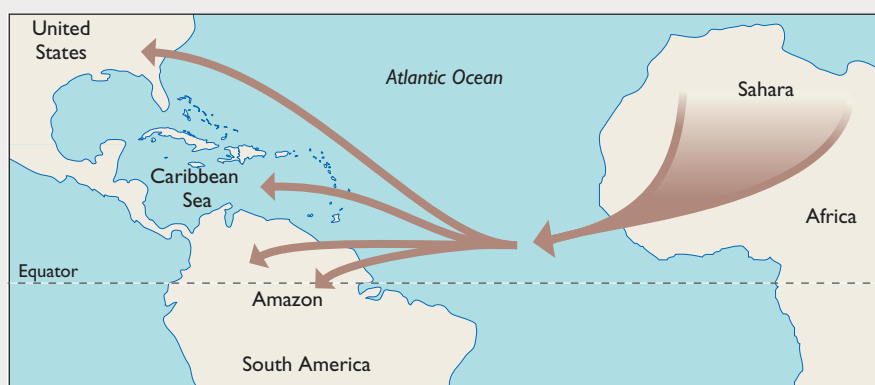 United
States
Atlantic Ocean
Sahara
Caribbean
Sea
Africa
Equator
Amazon
South America